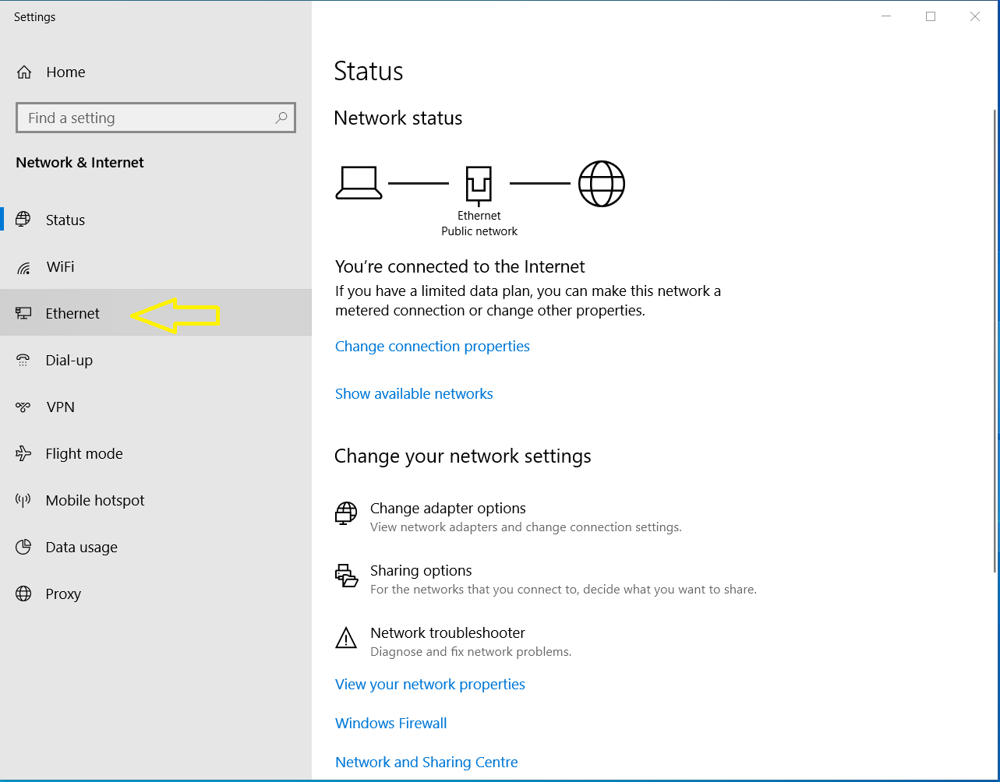 Settings
Home
Find a setting
Network & Internet
Status
WiFi
Ethernet
Dial-up
VPN
Flight mode
Mobile hotspot
Data usage
Proxy
Status
Network status
Ethernet
Public network
You’re connected to the Internet
If you have a limited data plan, you can make this network a
metered connection or change other properties.
Change connection properties
Show available networks
Change your network settings
Change adapter options
View network adapters and change connection settings.
Sharing options
For the networks that you connect to, decide what you want to share.
Network troubleshooter
Diagnose and fix network problems.
View your network properties
Windows Firewall
Network and Sharing Centre